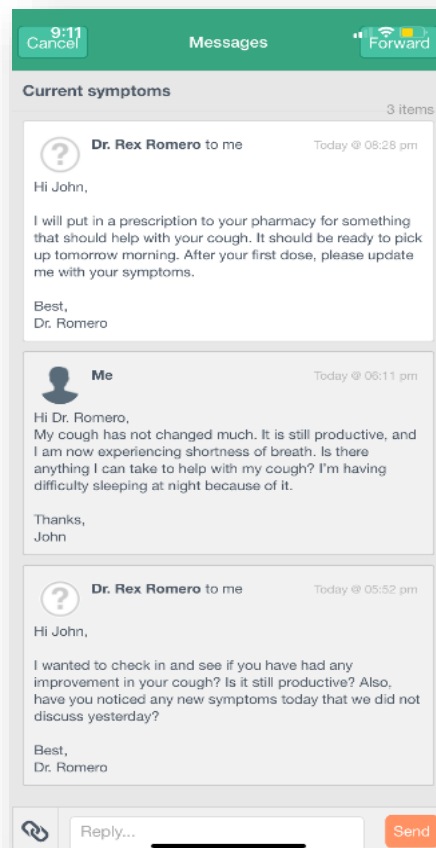 9:11
Cancel
Messages
Forward
Current symptoms
3 items
Dr. Rex Romero to me
Today @ 08:28 pm
Hi John,
I will put in a prescription to your pharmacy for something
that should help with your cough. It should be ready to pick
up tomorrow morning. After your first dose, please update
me with your symptoms.
Best,
Dr. Romero
Me
Today @ 06:11 pm
Hi Dr. Romero,
My cough has not changed much. It is still productive, and
I am now experiencing shortness of breath. Is there
anything I can take to help with my cough? I'm having
difficulty sleeping at night because of it.
Thanks,
John
Dr. Rex Romero to me
Today @ 05:52 pm
Hi John,
I wanted to check in and see if you have had any
improvement in your cough? Is it still productive? Also,
have you noticed any new symptoms today that we did not
discuss yesterday?
Best,
Dr. Romero
Reply...
Send